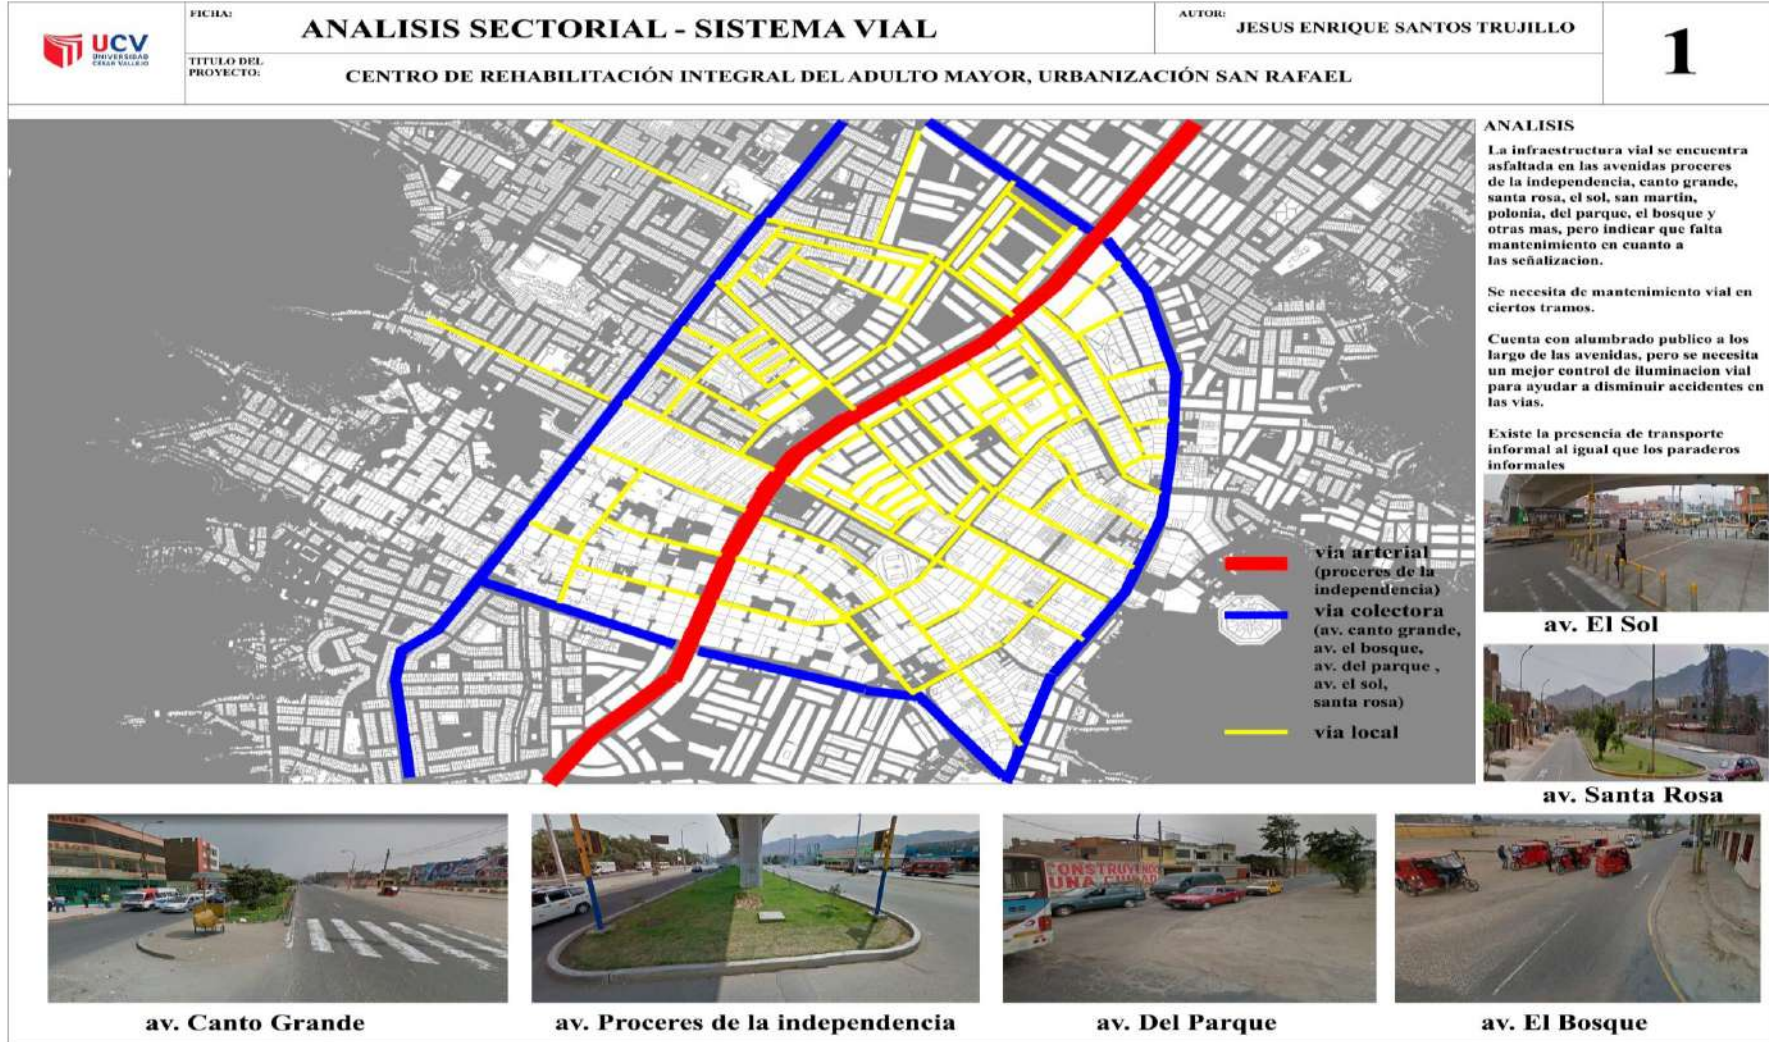 UCV
UNIVERSIDAD
CÉSAR VALLEJO
FICHA:
ANALISIS SECTORIAL - SISTEMA VIAL
AUTOR:
JESUS ENRIQUE SANTOS TRUJILLO
1
TITULO DEL
PROYECTO:
CENTRO DE REHABILITACIÓN INTEGRAL DEL ADULTO MAYOR, URBANIZACIÓN SAN RAFAEL
ANALISIS
La infraestructura vial se encuentra
asfaltada en las avenidas proceres
de la independencia, canto grande,
santa rosa, el sol, san martin,
polonia, del parque, el bosque y
otras mas, pero indicar que falta
mantenimiento en cuanto a
las señalizacion.
Se necesita de mantenimiento vial en
ciertos tramos.
Cuenta con alumbrado publico a los
largo de las avenidas, pero se necesita
un mejor control de iluminacion vial
para ayudar a disminuir accidentes en
las vias.
Existe la presencia de transporte
informal al igual que los paraderos
informales
via arterial
(proceres de la
independencia)
via colectora
(av. canto grande,
av. el bosque,
av. del parque ,
av. el sol,
santa rosa)
via local
av. El Sol
av. Santa Rosa
CONSTRUYENDO
UNA CIUDAD
av. Canto Grande
av. Proceres de la independencia
av. Del Parque
av. El Bosque